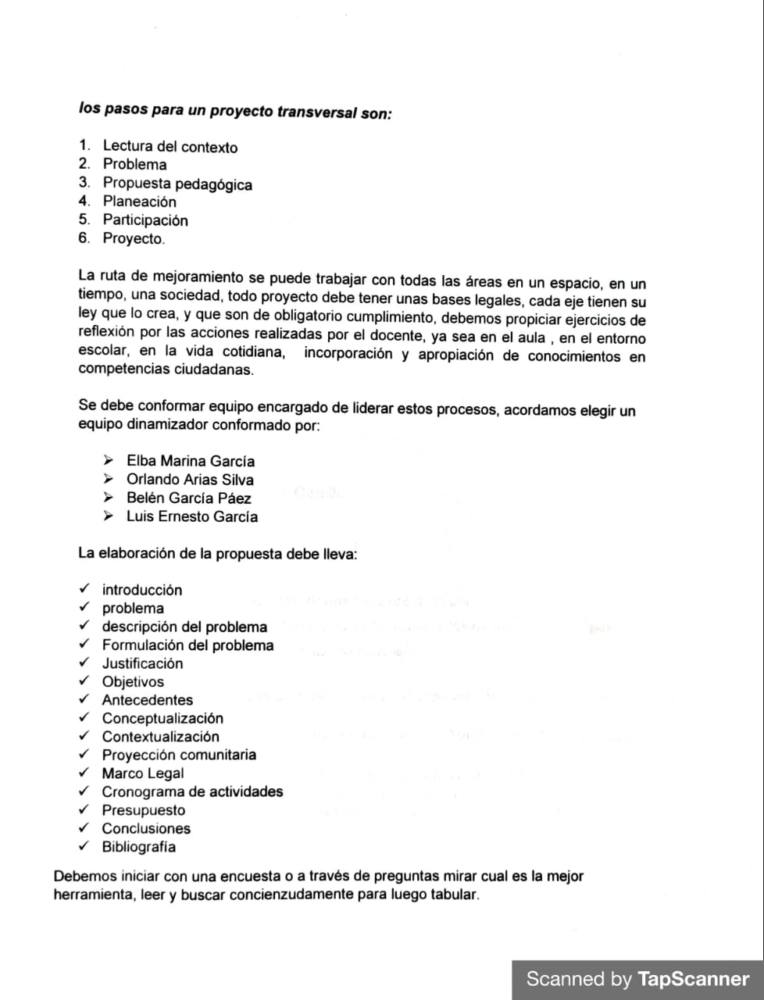 los pasos para un proyecto transversal son:
1. Lectura del contexto
2. Problema
3. Propuesta pedagógica
4. Planeación
5. Participación
6. Proyecto.
La ruta de mejoramiento se puede trabajar con todas las áreas en un espacio, en un
tiempo, una sociedad, todo proyecto debe tener unas bases legales, cada eje tienen su
ley que lo crea, y que son de obligatorio cumplimiento, debemos propiciar ejercicios de
reflexión por las acciones realizadas por el docente, ya sea en el aula , en el entorno
escolar, en la vida cotidiana, incorporación y apropiación de conocimientos en
competencias ciudadanas.
Se debe conformar equipo encargado de liderar estos procesos, acordamos elegir un
equipo dinamizador conformado por:
➢ Elba Marina García
➢ Orlando Arias Silva
➢ Belén García Páez
➢ Luis Ernesto García
La elaboración de la propuesta debe lleva:
✓ introducción
✓ problema
✓ descripción del problema
✓ Formulación del problema
✓ Justificación
✓ Objetivos
✓ Antecedentes
✓ Conceptualización
✓ Contextualización
✓ Proyección comunitaria
✓ Marco Legal
✓ Cronograma de actividades
✓ Presupuesto
✓ Conclusiones
✓ Bibliografía
Debemos iniciar con una encuesta o a través de preguntas mirar cual es la mejor
herramienta, leer y buscar concienzudamente para luego tabular.
Scanned by TapScanner